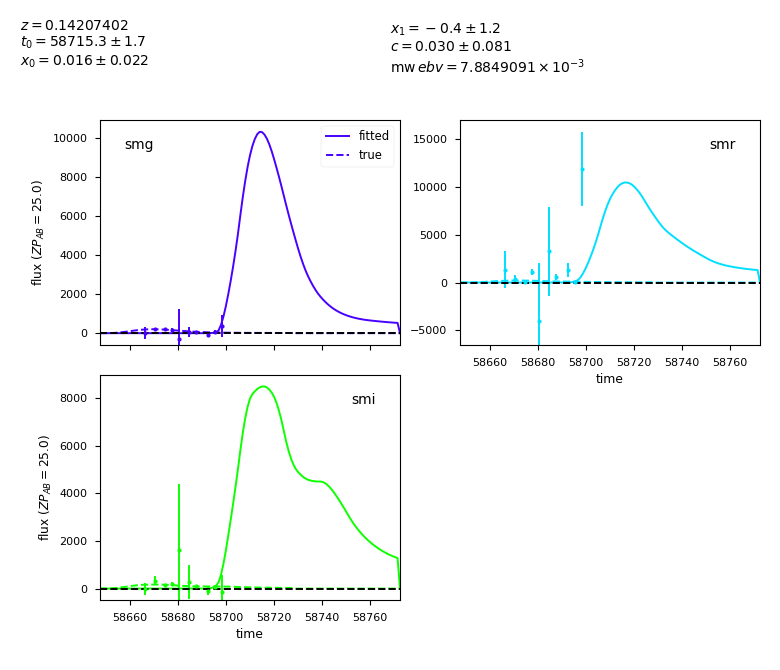 z = 0.14207402
t₀ = 58715.3 ± 1.7
x₀ = 0.016 ± 0.022
x₁ = −0.4 ± 1.2
c = 0.030 ± 0.081
mw ebv = 7.8849091 × 10⁻³
smg
fitted
true
10000
8000
6000
4000
2000
0
flux (ZP_AB = 25.0)
smr
15000
10000
5000
0
−5000
58660 58680 58700 58720 58740 58760
time
smi
8000
6000
4000
2000
0
flux (ZP_AB = 25.0)
58660 58680 58700 58720 58740 58760
time